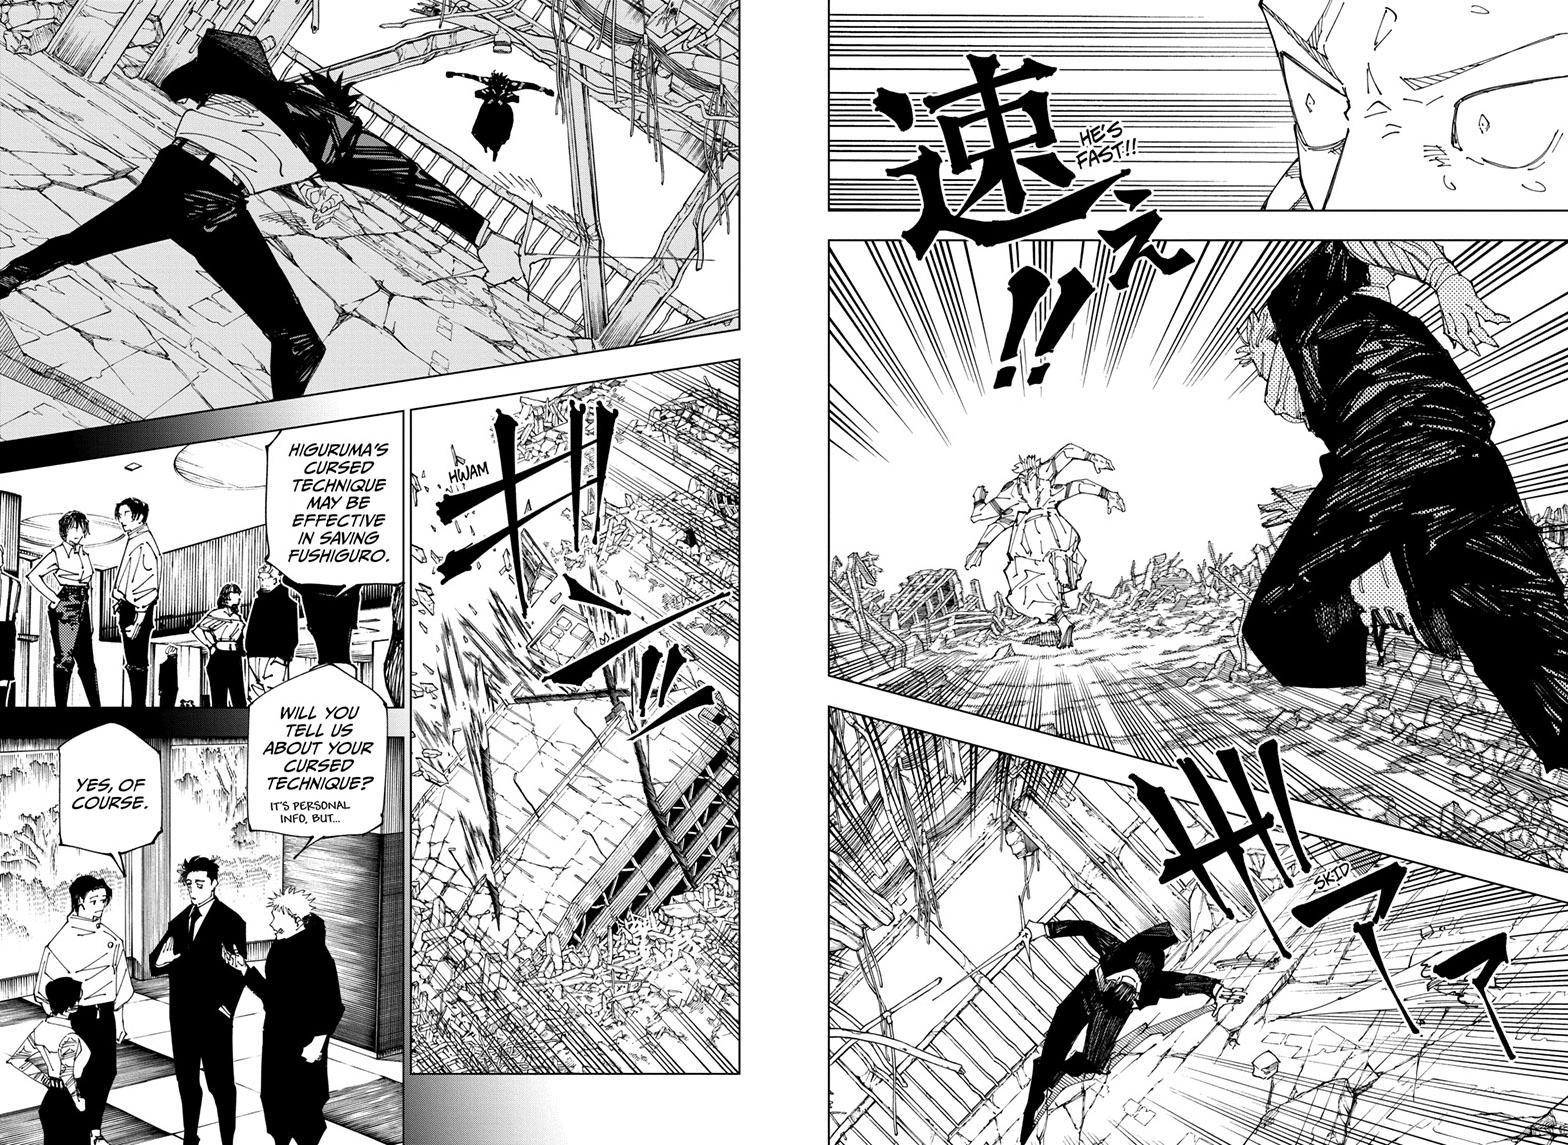 速ぇ!!
HE'S
FAST!!
SKID
HWAM
HIGURUMA'S
CURSED
TECHNIQUE
MAY BE
EFFECTIVE
IN SAVING
FUSHIGURO.
WILL YOU
TELL US
ABOUT YOUR
CURSED
TECHNIQUE?
IT'S PERSONAL
INFO, BUT...
YES, OF
COURSE.